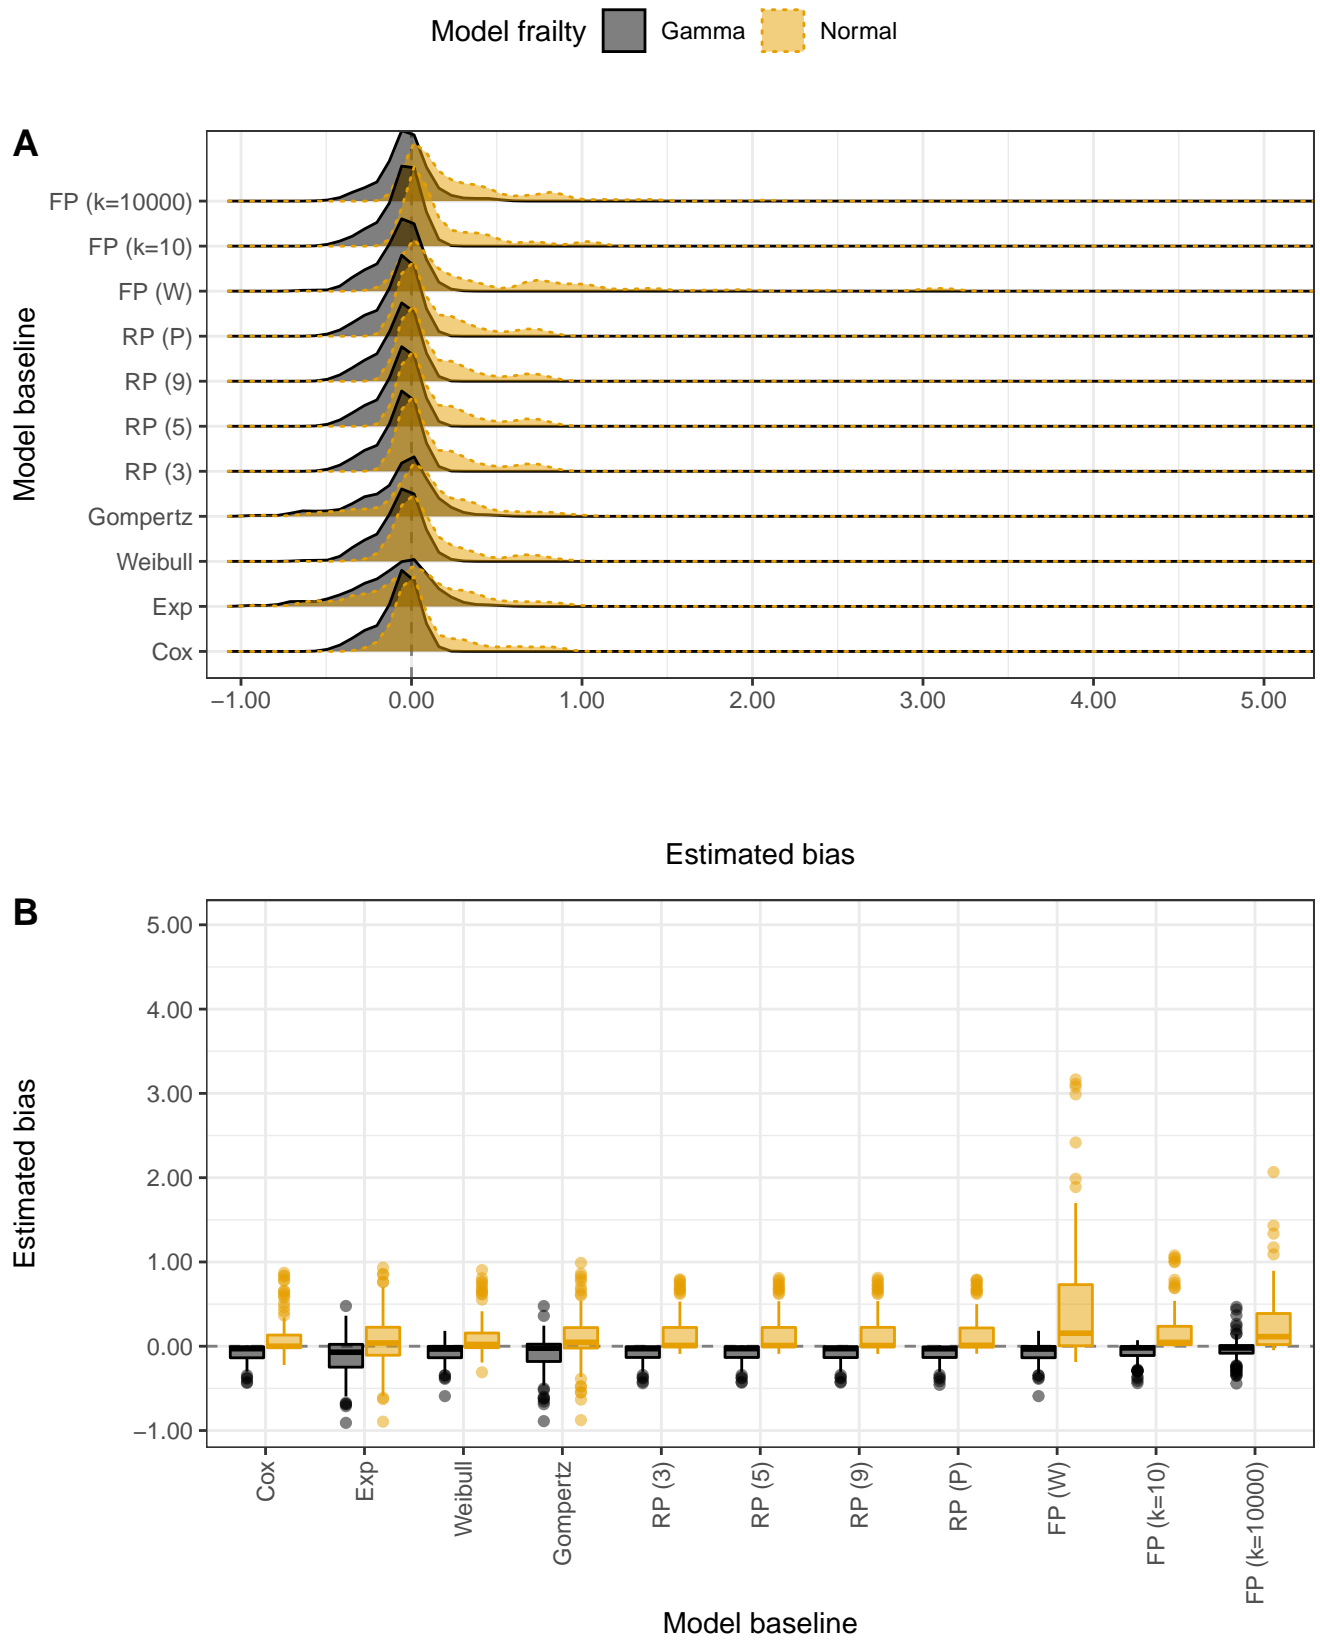 Model frailty Gamma Normal
A
Model baseline
FP (k=10000)
FP (k=10)
FP (W)
RP (P)
RP (9)
RP (5)
RP (3)
Gompertz
Weibull
Exp
Cox
−1.00 0.00 1.00 2.00 3.00 4.00 5.00
Estimated bias
B
Estimated bias
5.00
4.00
3.00
2.00
1.00
0.00
−1.00
Cox
Exp
Weibull
Gompertz
RP (3)
RP (5)
RP (9)
RP (P)
FP (W)
FP (k=10)
FP (k=10000)
Model baseline